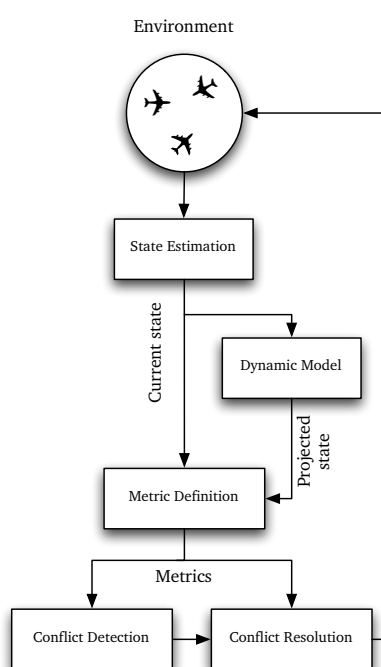 Environment
State Estimation
Current state
Dynamic Model
Projected
state
Metric Definition
Metrics
Conflict Detection
Conflict Resolution